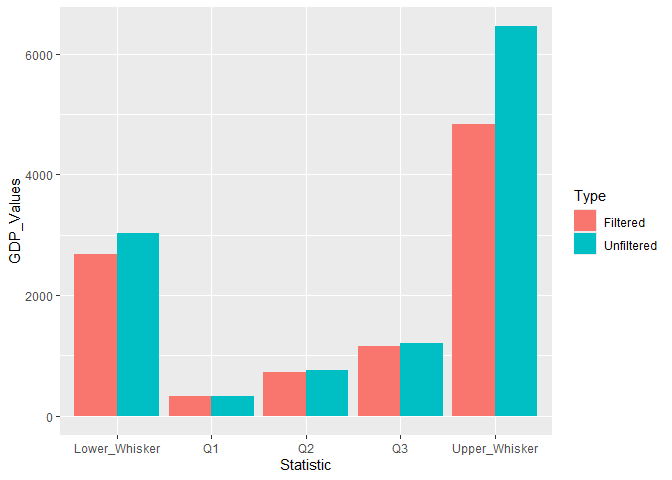 6000
4000
2000
0
GDP_Values
Lower_Whisker Q1 Q2 Q3 Upper_Whisker
Statistic
Type
Filtered
Unfiltered